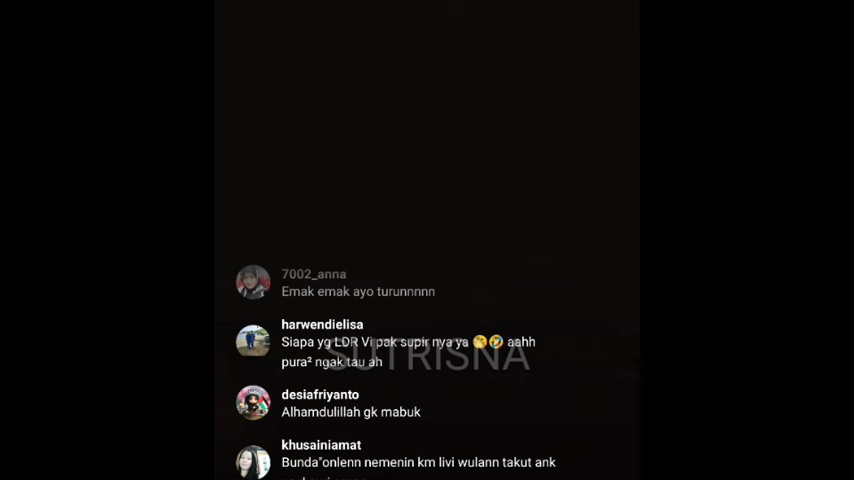 7002_anna
Emak emak ayo turunnnnn
harwendielisa
Siapa yg LDR Vi pak supir nya ya 🫣🤣 aahh
pura² ngak tau ah
SUTRISNA
desiafriyanto
Alhamdulillah gk mabuk
khusainiamat
Bunda"onlenn nemenin km livi wulann takut ank